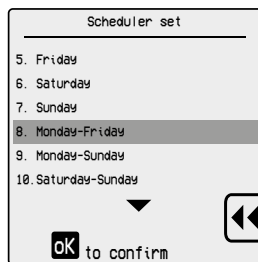 Scheduler set
5. Friday
6. Saturday
7. Sunday
8. Monday-Friday
9. Monday-Sunday
10.Saturday-Sunday
OK to confirm